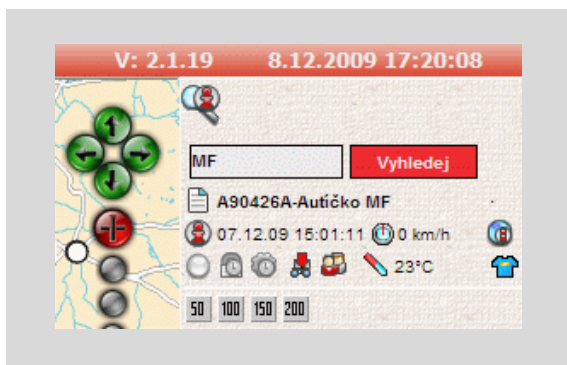 V: 2.1.19 8.12.2009 17:20:08
MF Vyhledej
A90426A-Autíčko MF
07.12.09 15:01:11 0 km/h
23°C
50 100 150 200